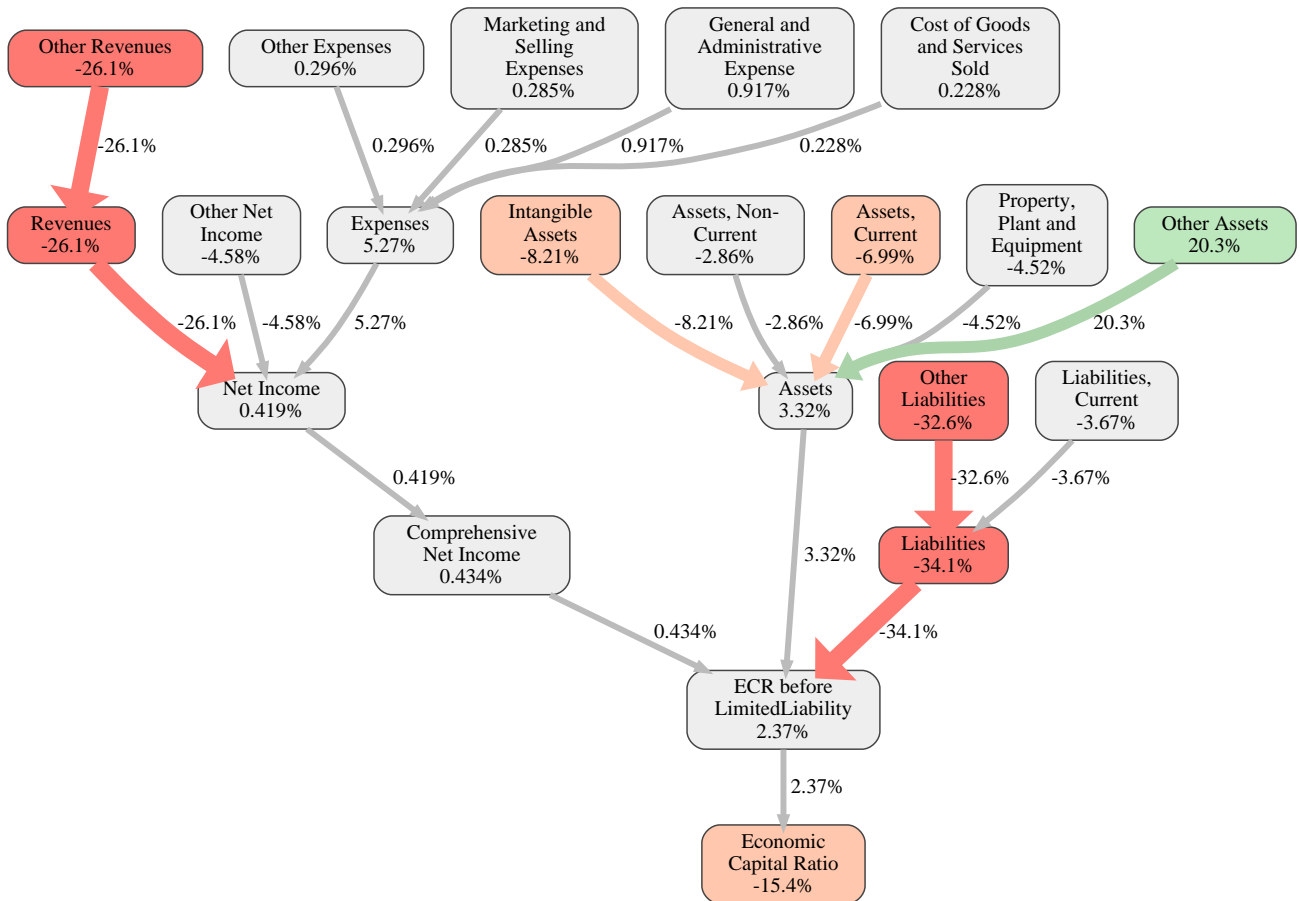 Other Revenues
-26.1%
Other Expenses
0.296%
Marketing and
Selling
Expenses
0.285%
General and
Administrative
Expense
0.917%
Cost of Goods
and Services
Sold
0.228%
-26.1%
0.296%
0.285%
0.917%
0.228%
Revenues
-26.1%
Other Net
Income
-4.58%
Expenses
5.27%
Intangible
Assets
-8.21%
Assets, Non-
Current
-2.86%
Assets,
Current
-6.99%
Property,
Plant and
Equipment
-4.52%
Other Assets
20.3%
-26.1%
-4.58%
5.27%
-8.21%
-2.86%
-6.99%
-4.52%
20.3%
Net Income
0.419%
Assets
3.32%
Other
Liabilities
-32.6%
Liabilities,
Current
-3.67%
0.419%
-32.6%
-3.67%
Comprehensive
Net Income
0.434%
3.32%
Liabilities
-34.1%
0.434%
-34.1%
ECR before
LimitedLiability
2.37%
2.37%
Economic
Capital Ratio
-15.4%